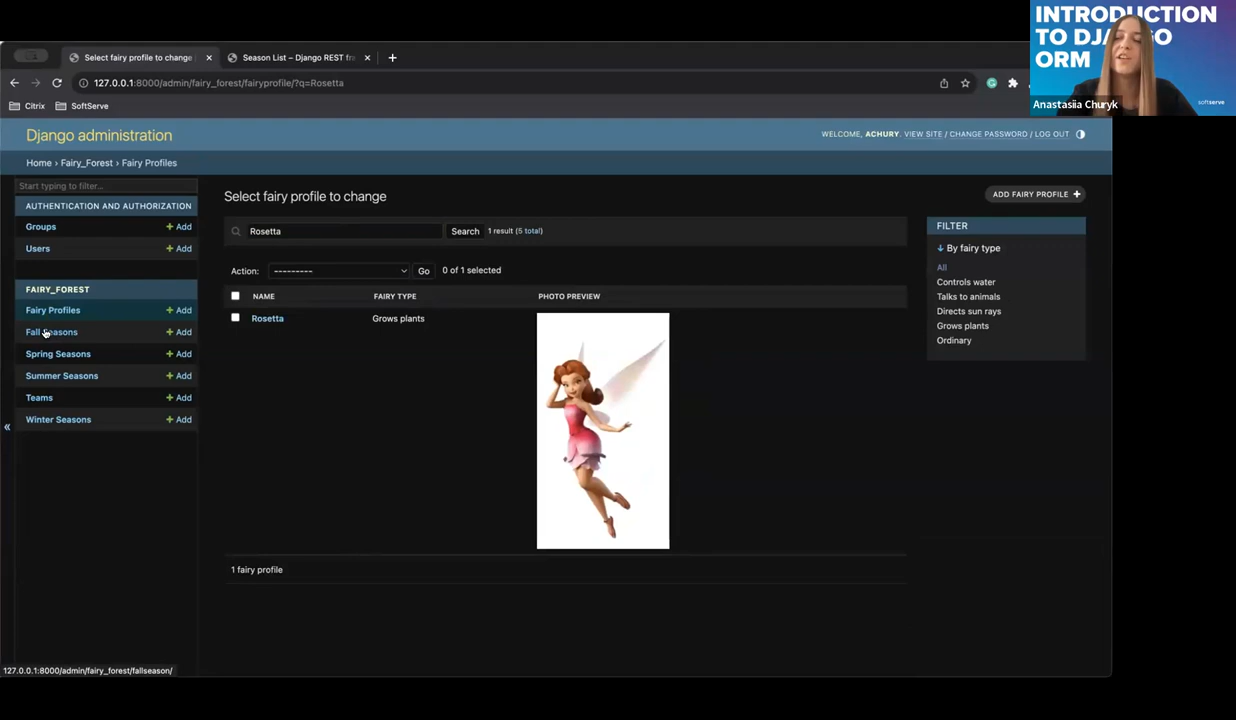 INTRODUCTION
TO DJANGO
ORM
Anastasiia Churyk
softserve
Select fairy profile to change
Season List – Django REST fra
127.0.0.1:8000/admin/fairy_forest/fairyprofile/?q=Rosetta
Citrix SoftServe
Django administration
WELCOME, ACHURY. VIEW SITE / CHANGE PASSWORD / LOG OUT
Home › Fairy_Forest › Fairy Profiles
Start typing to filter...
AUTHENTICATION AND AUTHORIZATION
Groups + Add
Users + Add
FAIRY_FOREST
Fairy Profiles + Add
Fall Seasons + Add
Spring Seasons + Add
Summer Seasons + Add
Teams + Add
Winter Seasons + Add
«
Select fairy profile to change
ADD FAIRY PROFILE +
Rosetta Search 1 result (5 total)
Action: --------- Go 0 of 1 selected
NAME FAIRY TYPE PHOTO PREVIEW
Rosetta Grows plants
1 fairy profile
FILTER
↓ By fairy type
All
Controls water
Talks to animals
Directs sun rays
Grows plants
Ordinary
127.0.0.1:8000/admin/fairy_forest/fallseason/